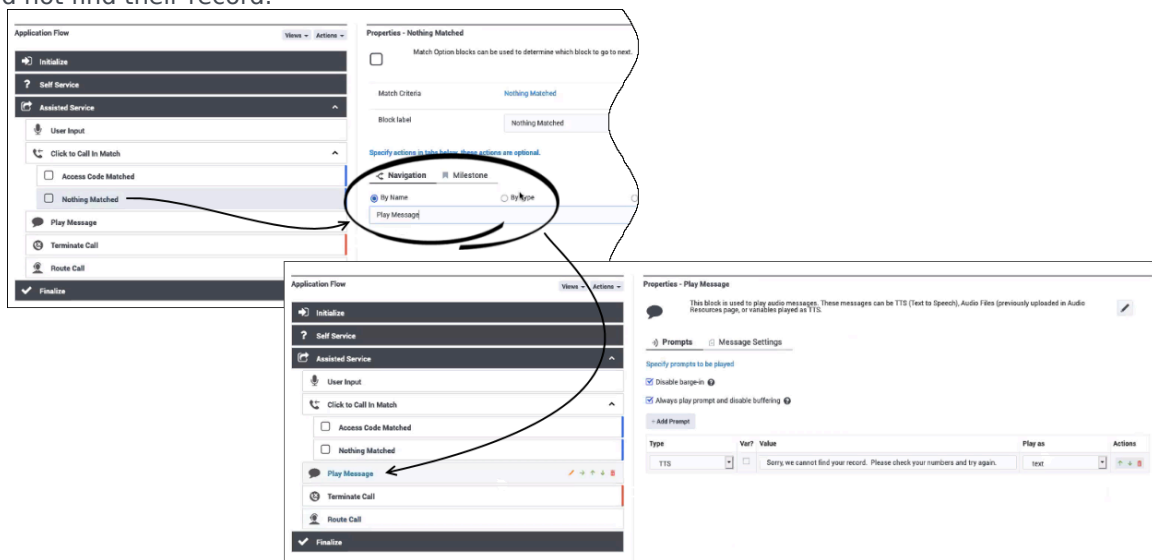 d not find their record.
Application Flow
Views
Actions
Initialize
Self Service
Assisted Service
User Input
Click to Call In Match
Access Code Matched
Nothing Matched
Play Message
Terminate Call
Route Call
Finalize
Properties - Nothing Matched
Match Option blocks can be used to determine which block to go to next.
Match Criteria
Nothing Matched
Block label
Nothing Matched
Specify actions in tabs below, these actions are optional.
Navigation
Milestone
By Name
By Type
Play Message
Application Flow
Views
Actions
Initialize
? Self Service
Assisted Service
User Input
Click to Call In Match
Access Code Matched
Nothing Matched
Play Message
Terminate Call
Route Call
Finalize
Properties - Play Message
This block is used to play audio messages. These messages can be TTS (Text to Speech), Audio Files (previously uploaded in Audio
Resources page, or variables played as TTS.
Prompts
Message Settings
Specify prompts to be played
Disable barge-in
Always play prompt and disable buffering
Add Prompt
Type Var? Value Play as Actions
TTS Sorry, we cannot find your record. Please check your numbers and try again. text